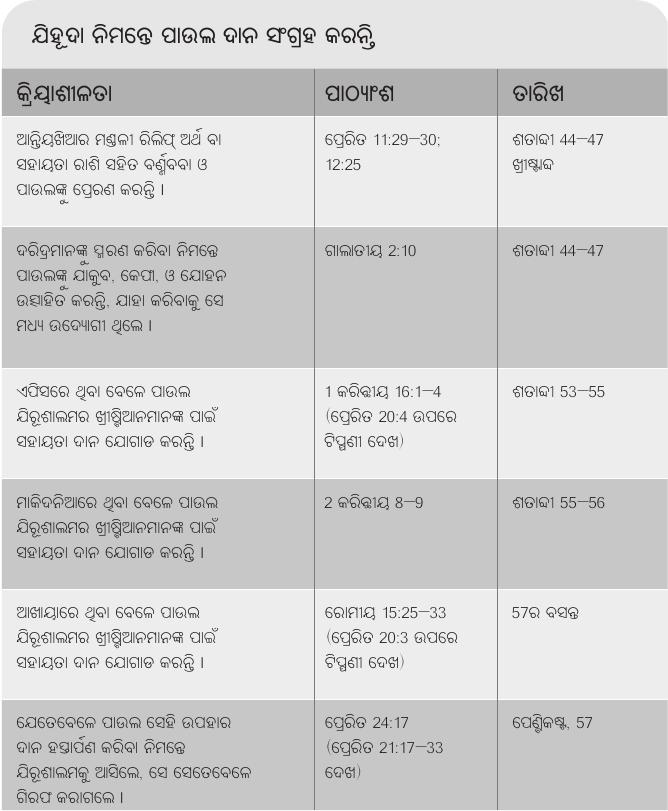 ଯିହୂଦା ନିମନ୍ତେ ପାଉଲ ଦାନ ସଂଗ୍ରହ କରନ୍ତି
କ୍ରିୟାଶୀଳତା
ପାଠ୍ୟଂଶ
ତାରିଖ
ଆନ୍ତିୟଖିଆର ମଣ୍ଡଳୀ ରିଲିଫ୍ ଅର୍ଥ ବା
ସହାୟତା ରାଶି ସହିତ ବର୍ଣ୍ଣବବା ଓ
ପାଉଲଙ୍କୁ ପ୍ରେରଣ କରନ୍ତି ।
ପ୍ରେରିତ 11:29–30;
12:25
ଶତାବ୍ଦୀ 44–47
ଖ୍ରୀଷ୍ଟାବ୍ଦ
ଦରିଦ୍ରମାନଙ୍କୁ ସ୍ମରଣ କରିବା ନିମନ୍ତେ
ପାଉଲଙ୍କୁ ଯାକୁବ, କେପା, ଓ ଯୋହନ
ଉତ୍ସାହିତ କରନ୍ତି, ଯାହା କରିବାକୁ ସେ
ମଧ୍ୟ ଉଦ୍ୟୋଗୀ ଥିଲେ ।
ଗାଲାତୀୟ 2:10
ଶତାବ୍ଦୀ 44–47
ଏଫିସରେ ଥିବା ବେଳେ ପାଉଲ
ଯିରୂଶାଲମର ଖ୍ରୀଷ୍ଟିଆନମାନଙ୍କ ପାଇଁ
ସହାୟତା ଦାନ ଯୋଗାଡ କରନ୍ତି ।
1 କରିନ୍ଥୀୟ 16:1–4
(ପ୍ରେରିତ 20:4 ଉପରେ
ଟିପ୍ପଣୀ ଦେଖ)
ଶତାବ୍ଦୀ 53–55
ମାକିଦନିଆରେ ଥିବା ବେଳେ ପାଉଲ
ଯିରୂଶାଲମର ଖ୍ରୀଷ୍ଟିଆନମାନଙ୍କ ପାଇଁ
ସହାୟତା ଦାନ ଯୋଗାଡ କରନ୍ତି ।
2 କରିନ୍ଥୀୟ 8–9
ଶତାବ୍ଦୀ 55–56
ଆଖାୟାରେ ଥିବା ବେଳେ ପାଉଲ
ଯିରୂଶାଲମର ଖ୍ରୀଷ୍ଟିଆନମାନଙ୍କ ପାଇଁ
ସହାୟତା ଦାନ ଯୋଗାଡ କରନ୍ତି ।
ରୋମୀୟ 15:25–33
(ପ୍ରେରିତ 20:3 ଉପରେ
ଟିପ୍ପଣୀ ଦେଖ)
57ର ବସନ୍ତ
ଯେତେବେଳେ ପାଉଲ ସେହି ଉପହାର
ଦାନ ହସ୍ତାର୍ପଣ କରିବା ନିମନ୍ତେ
ଯିରୂଶାଲମକୁ ଆସିଲେ, ସେ ସେତେବେଳେ
ଗିରଫ କରାଗଲେ ।
ପ୍ରେରିତ 24:17
(ପ୍ରେରିତ 21:17–33
ଦେଖ)
ପେଣ୍ଟିକଷ୍ଟ, 57